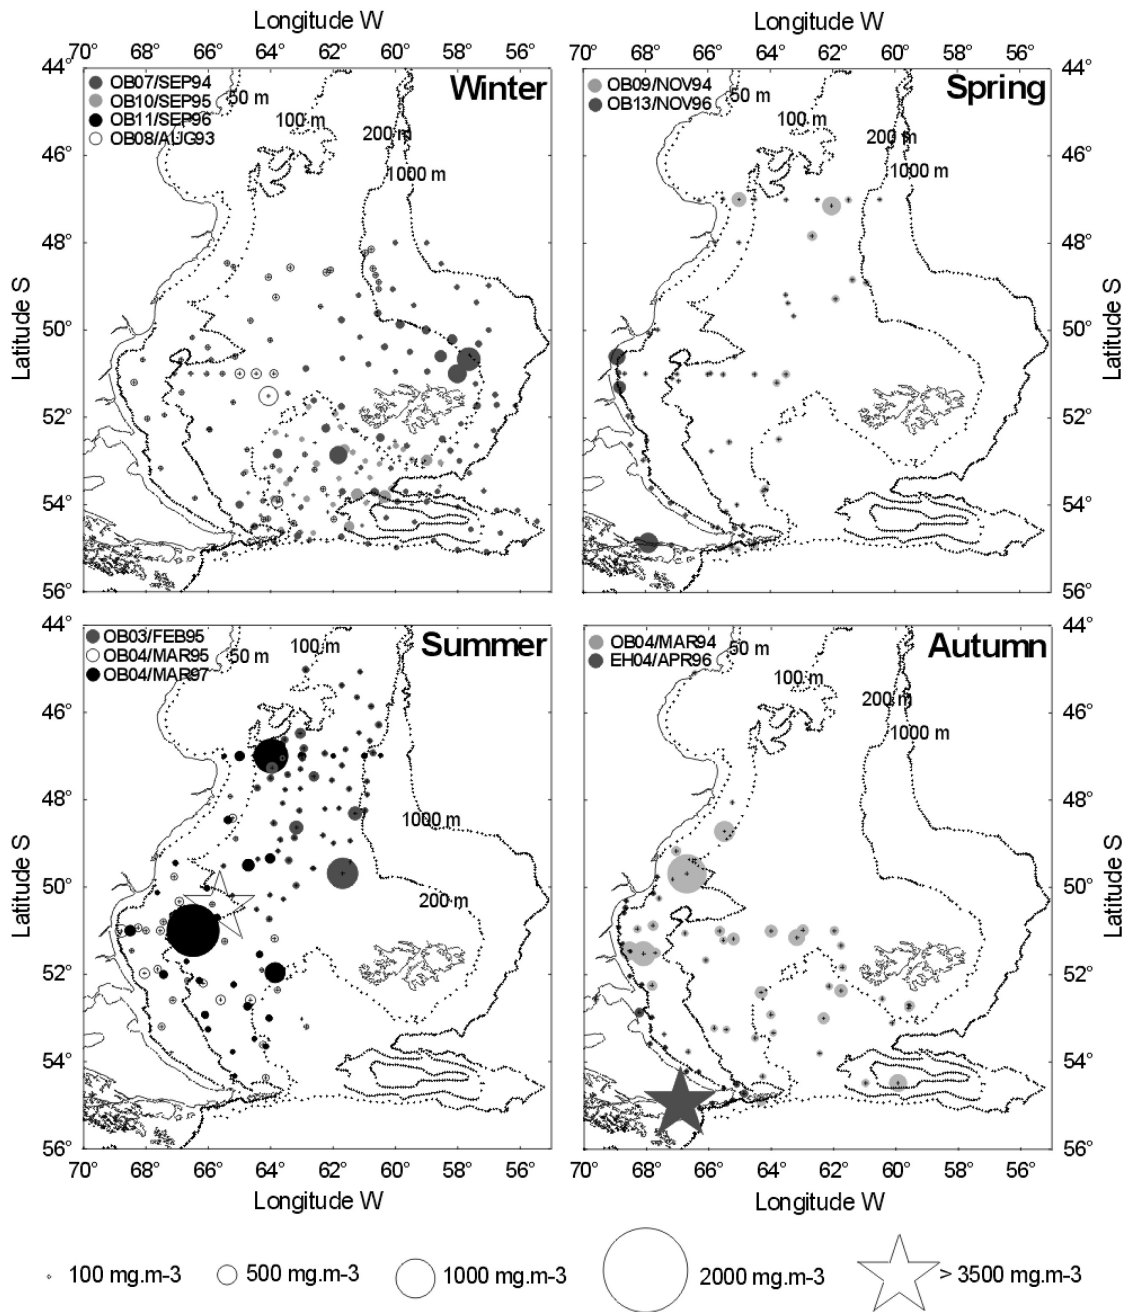 Longitude W
Longitude W
70° 68° 66° 64° 62° 60° 58° 56°
70° 68° 66° 64° 62° 60° 58° 56°
44°
OB07/SEP94
OB10/SEP95
OB11/SEP96
OB08/AUG93
Winter
50 m
100 m
200 m
1000 m
46°
48°
50°
52°
54°
56°
Latitude S
OB09/NOV94
OB13/NOV96
Spring
50 m
100 m
200 m
1000 m
44°
46°
48°
50°
52°
54°
56°
Latitude S
44°
OB03/FEB95
OB04/MAR95
OB04/MAR97
Summer
50 m
100 m
1000 m
200 m
46°
48°
50°
52°
54°
56°
Latitude S
OB04/MAR94
EH04/APR96
Autumn
50 m
100 m
200 m
1000 m
44°
46°
48°
50°
52°
54°
56°
Latitude S
70° 68° 66° 64° 62° 60° 58° 56°
70° 68° 66° 64° 62° 60° 58° 56°
Longitude W
Longitude W
100 mg.m-3
500 mg.m-3
1000 mg.m-3
2000 mg.m-3
> 3500 mg.m-3